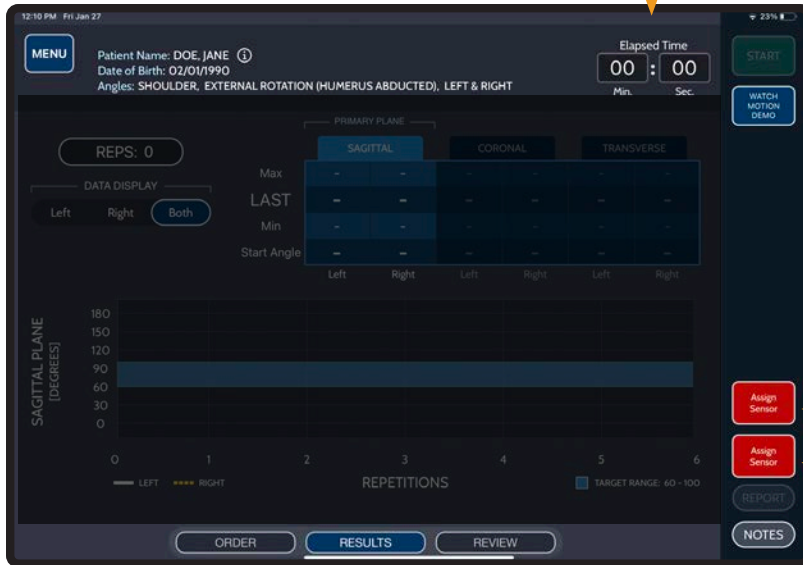 12:10 PM Fri Jan 27
23%
MENU
Patient Name: DOE, JANE
Date of Birth: 02/01/1990
Angles: SHOULDER, EXTERNAL ROTATION (HUMERUS ABDUCTED), LEFT & RIGHT
Elapsed Time
00 : 00
Min. Sec.
START
WATCH
MOTION
DEMO
PRIMARY PLANE
REPS: 0
SAGITTAL CORONAL TRANSVERSE
DATA DISPLAY
Left Right Both
Max - - - - - -
LAST - - - - - -
Min - - - - - -
Start Angle - - - - - -
Left Right Left Right Left Right
SAGITTAL PLANE
[DEGREES]
180
150
120
90
60
30
0
0 1 2 3 4 5 6
LEFT RIGHT
REPETITIONS
TARGET RANGE: 60 - 100
Assign
Sensor
Assign
Sensor
REPORT
NOTES
ORDER RESULTS REVIEW